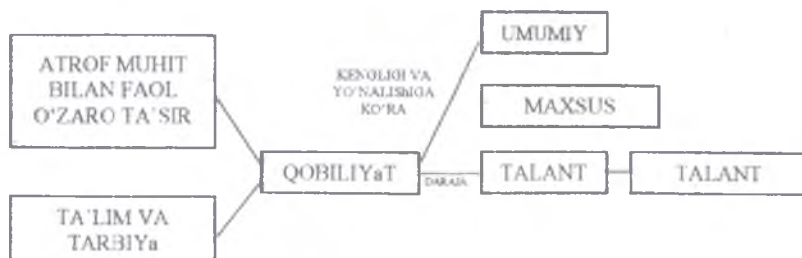 ATROF MUHIT
BILAN FAOL
O‘ZARO TA`SIR
TA`LIM VA
TARBIYa
QOBILIYaT
KENGLIGI VA
YO‘NALIShIGA
KO‘RA
DARAJA
UMUMIY
MAXSUS
TALANT
TALANT